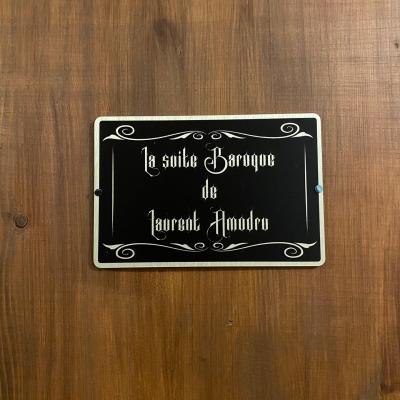 La suite Baroque
de
Laurent Amodru